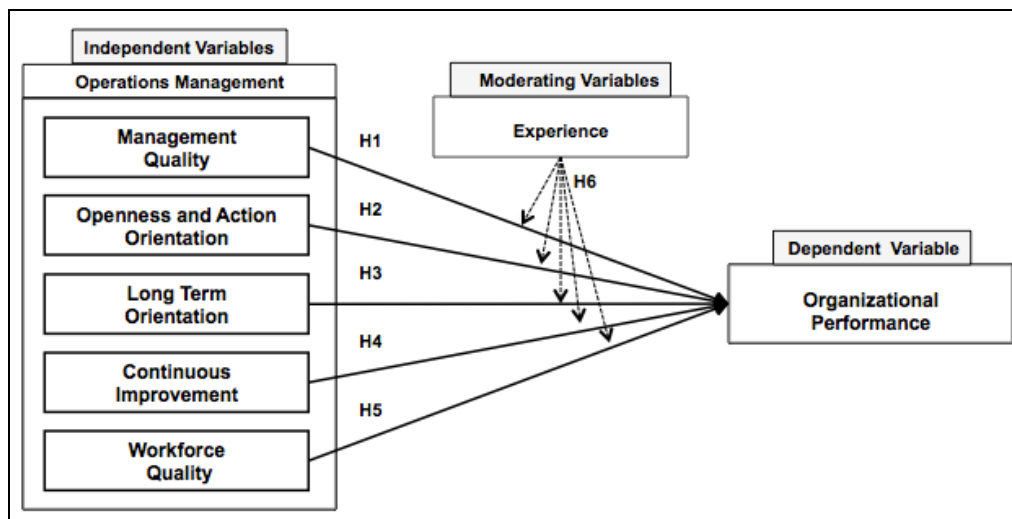 Independent Variables
Operations Management
Management
Quality
Openness and Action
Orientation
Long Term
Orientation
Continuous
Improvement
Workforce
Quality
H1
H2
H3
H4
H5
Moderating Variables
Experience
H6
Dependent Variable
Organizational
Performance